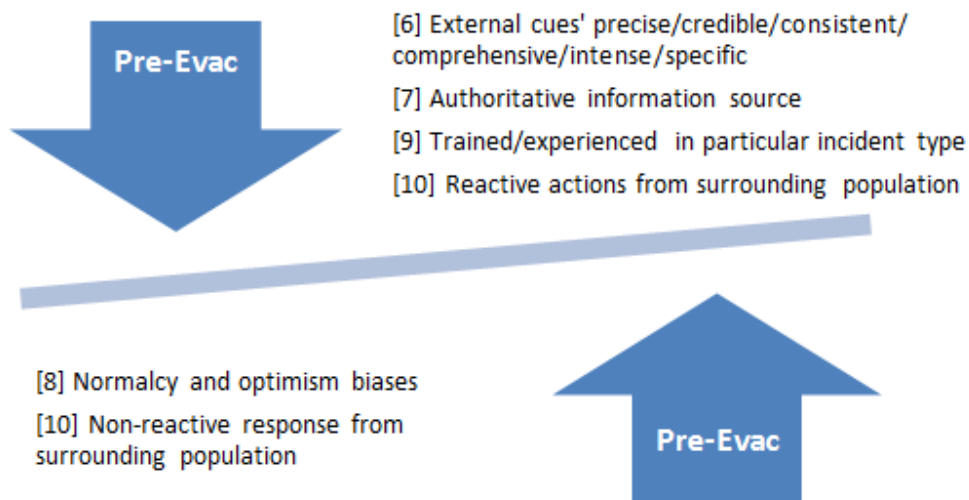 Pre-Evac
[6] External cues' precise/credible/consistent/
comprehensive/intense/specific
[7] Authoritative information source
[9] Trained/experienced in particular incident type
[10] Reactive actions from surrounding population
[8] Normalcy and optimism biases
[10] Non-reactive response from
surrounding population
Pre-Evac